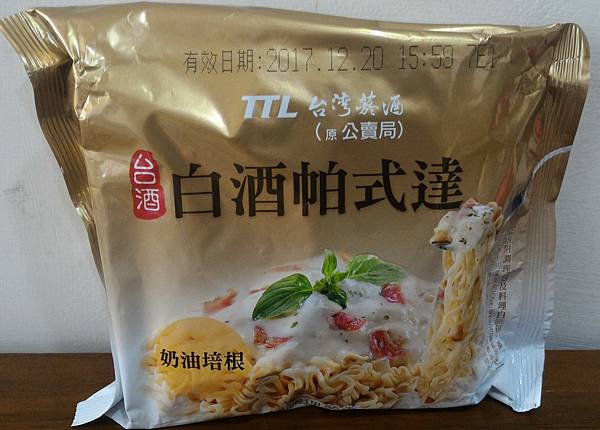 有效日期:2017.12.20 15:59 7E1
TTL 台湾菸酒
(原公賣局)
台酒
白酒帕式達
奶油培根